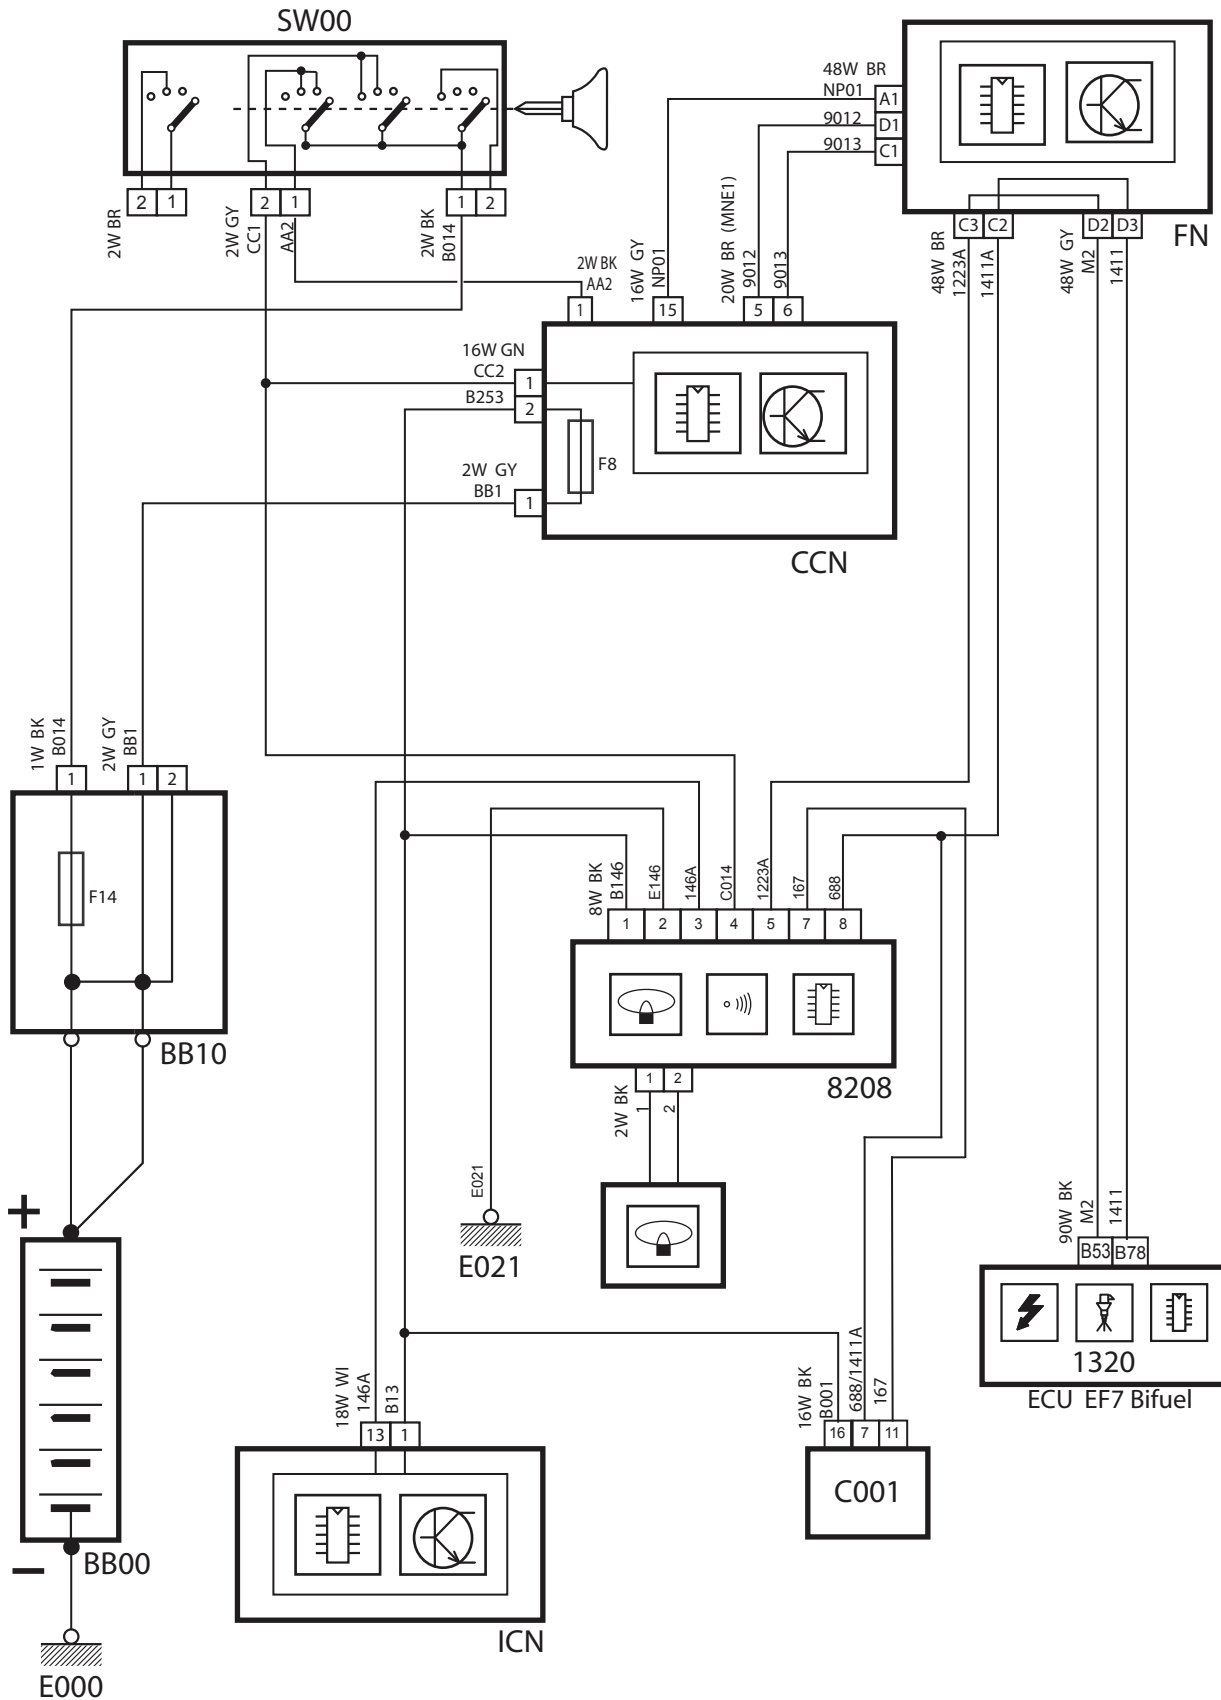 SW00
2
1
2W BR
2
1
2W GY
CC1
AA2
1
2
2W BK
B014
48W BR
NP01
A1
9012
D1
9013
C1
C3
C2
D2
D3
FN
48W BR
1223A
1411A
48W GY
M2
1411
2W BK
AA2
1
16W GY
NP01
15
20W BR (MNE1)
9012
9013
5
6
16W GN
CC2
1
B253
2
F8
2W GY
BB1
1
CCN
1W BK
B014
2W GY
BB1
1
1
2
F14
BB10
8W BK
B146
E146
146A
C014
1223A
167
688
1
2
3
4
5
7
8
8208
2W BK
1
2
1
2
E021
E021
90W BK
M2
1411
B53
B78
1320
ECU EF7 Bifuel
+
−
BB00
E000
18W WI
146A
B13
13
1
ICN
16W BK
B001
688/1411A
167
16
7
11
C001